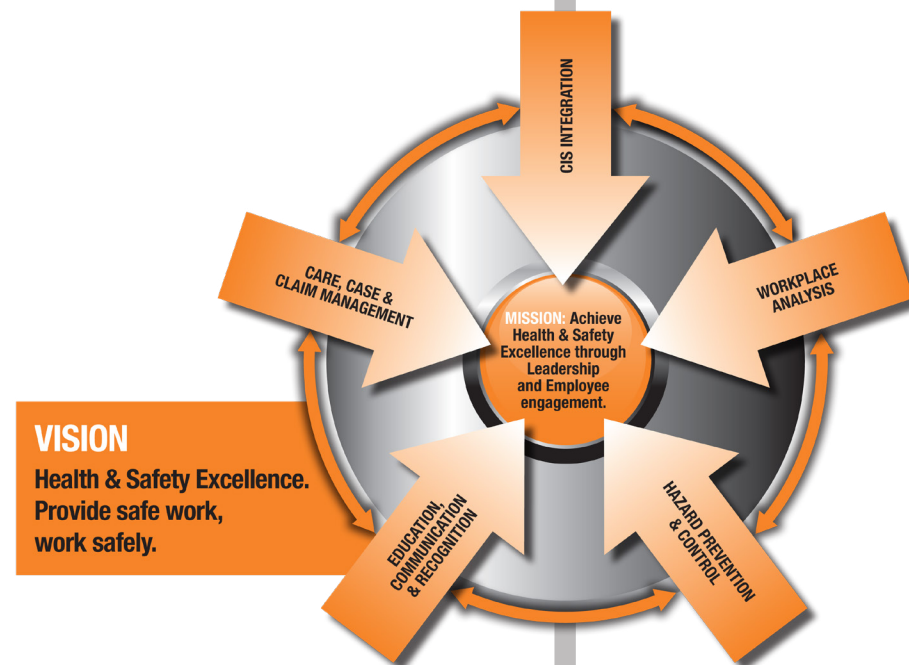 CIS INTEGRATION
CARE, CASE &
CLAIM MANAGEMENT
WORKPLACE
ANALYSIS
MISSION: Achieve
Health & Safety
Excellence through
Leadership
and Employee
engagement.
VISION
Health & Safety Excellence.
Provide safe work,
work safely.
EDUCATION,
COMMUNICATION
& RECOGNITION
HAZARD PREVENTION
& CONTROL